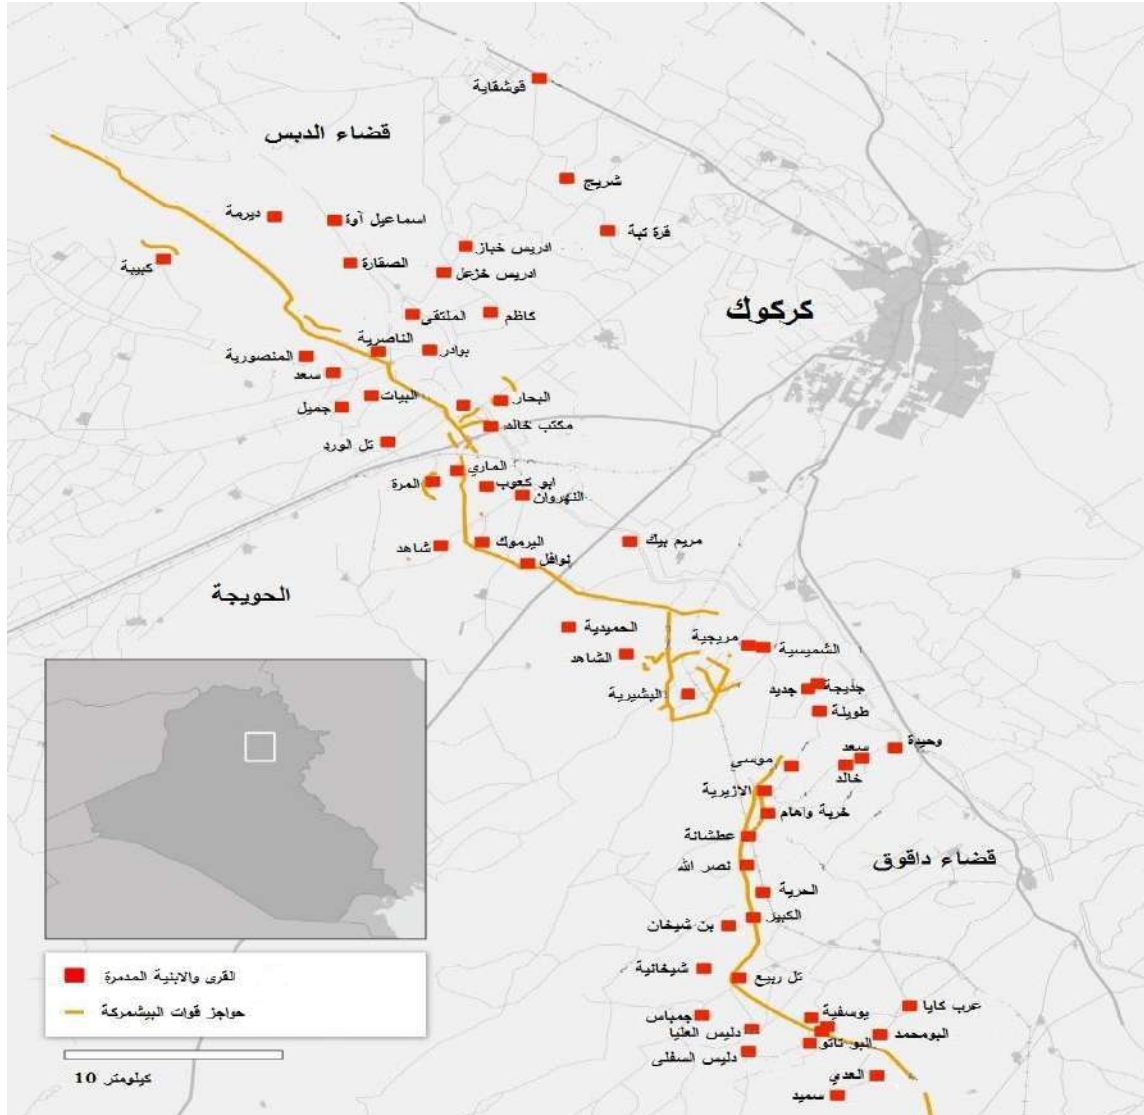 قوشقاية
قضاء الدبس
شريج
ديرمة
اسماعيل آوة
قرة تبة
ادريس خباز
كبيبة
الصقارة
ادريس خزعل
كركوك
الملتقى
كاظم
الناصرية
بوادر
المنصورية
سعد
البيات
البحار
جميل
مكتب خالد
تل الورد
الماري
المرة
ابو كعوب
النهروان
شاهد
اليرموك
مريم بيك
نوافل
الحويجة
الحميدية
مريجية
الشميسية
الشاهد
البشيرية
جديد
خديجة
طويلة
وحيدة
سعد
موسى
خالد
الازيرية
خربة واهام
عطشانة
قضاء داقوق
نصر الله
الحرية
الكبيز
بن شيخان
شيخانية
تل ربيع
عرب كايا
جمباس
يوسفية
دليس العليا
البومحمد
البو ناتو
دليس السفلى
العدي
سميد
القرى والابنية المدمرة
حواجز قوات البيشمركة
10 كيلومتر